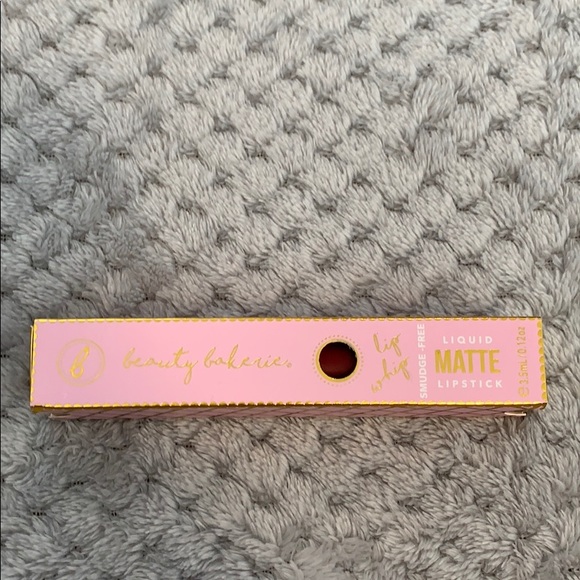 beauty bakerie
lip
whip
SMUDGE-FREE
LIQUID
MATTE
LIPSTICK
3.5ml/0.12oz